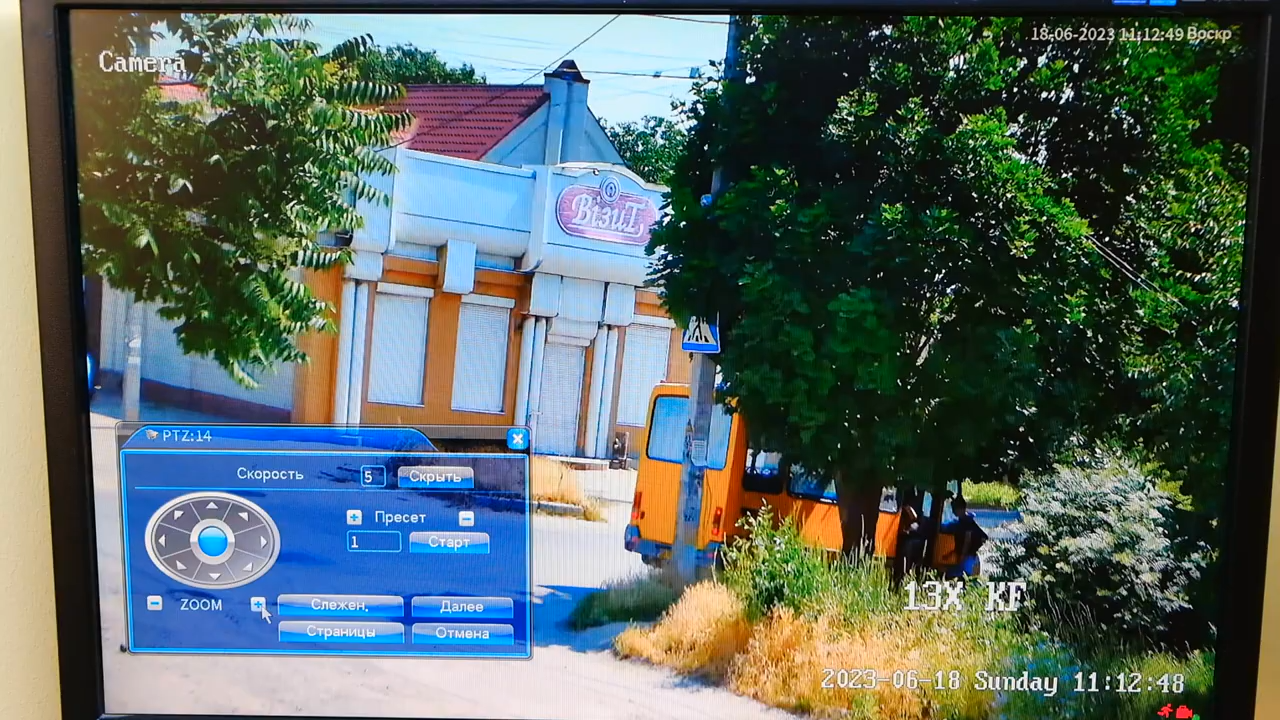 18-06-2023 11:12:49 Воскр
Camera
ВізиТ
PTZ:14
Скорость 5 Скрыть
Пресет
1 Старт
ZOOM Слежен. Далее
Страницы Отмена
13X KF
2023-06-18 Sunday 11:12:48